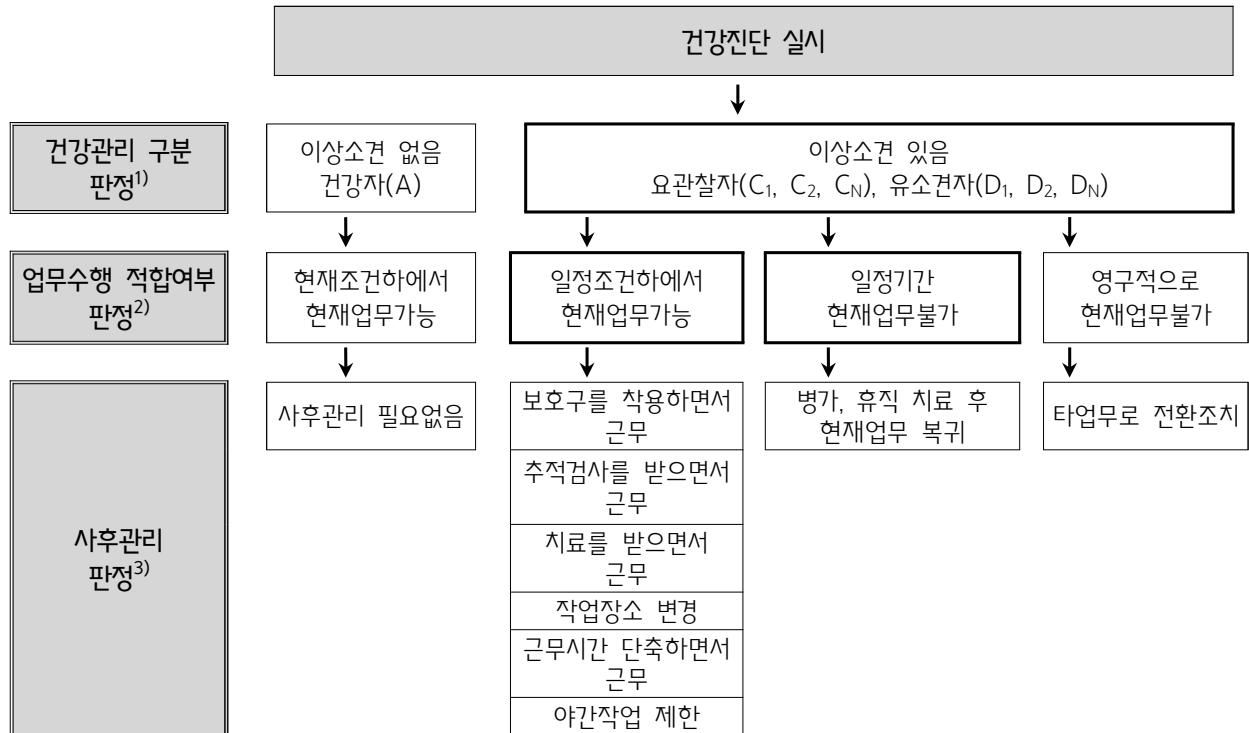 건강진단 실시
건강관리 구분
판정1)
이상소견 없음
건강자(A)
이상소견 있음
요관찰자(C1, C2, CN), 유소견자(D1, D2, DN)
업무수행 적합여부
판정2)
현재조건하에서
현재업무가능
일정조건하에서
현재업무가능
일정기간
현재업무불가
영구적으로
현재업무불가
사후관리
판정3)
사후관리 필요없음
보호구를 착용하면서
근무
추적검사를 받으면서
근무
치료를 받으면서
근무
작업장소 변경
근무시간 단축하면서
근무
야간작업 제한
병가, 휴직 치료 후
현재업무 복귀
타업무로 전환조치